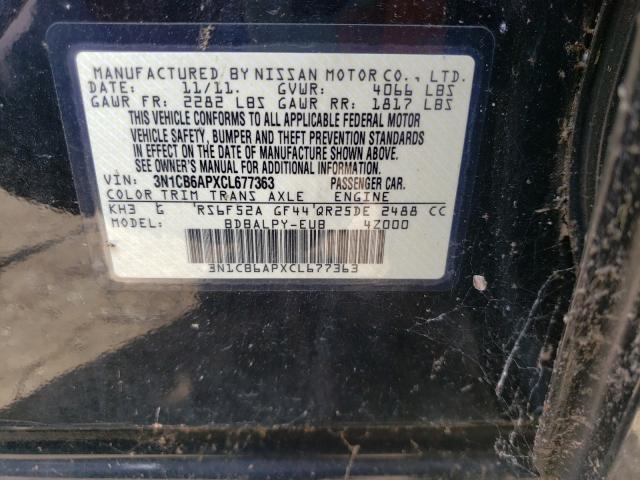 MANUFACTURED BY NISSAN MOTOR CO., LTD.
DATE: 11/11. GVWR: 4066 LBS
GAWR FR: 2282 LBS GAWR RR: 1817 LBS
THIS VEHICLE CONFORMS TO ALL APPLICABLE FEDERAL MOTOR
VEHICLE SAFETY, BUMPER AND THEFT PREVENTION STANDARDS
IN EFFECT ON THE DATE OF MANUFACTURE SHOWN ABOVE.
SEE OWNER'S MANUAL FOR ADDITIONAL INFORMATION.
VIN: 3N1CB6APXCL677363 PASSENGER CAR.
COLOR TRIM TRANS AXLE ENGINE
KH3 G RS6F52A GF44 QR25DE 2488 CC
MODEL: BDBALPY-EUB 4Z000
3N1CB6APXCL677363